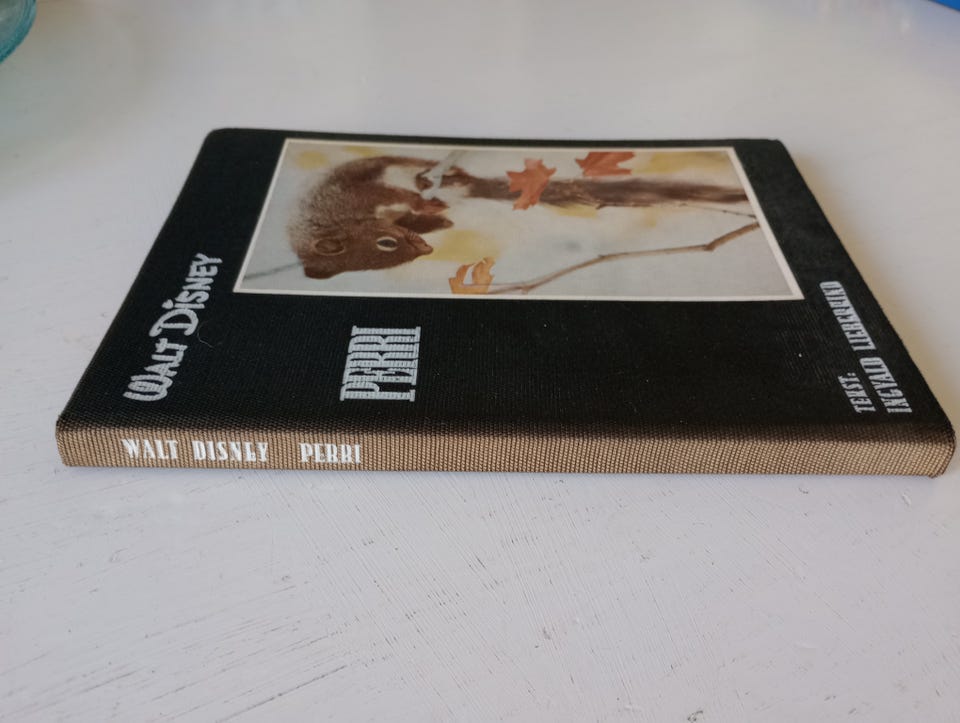 WALT DISNEY
PERRI
TEKST:
INGVALD LIEBERKIND
WALT DISNEY PERRI